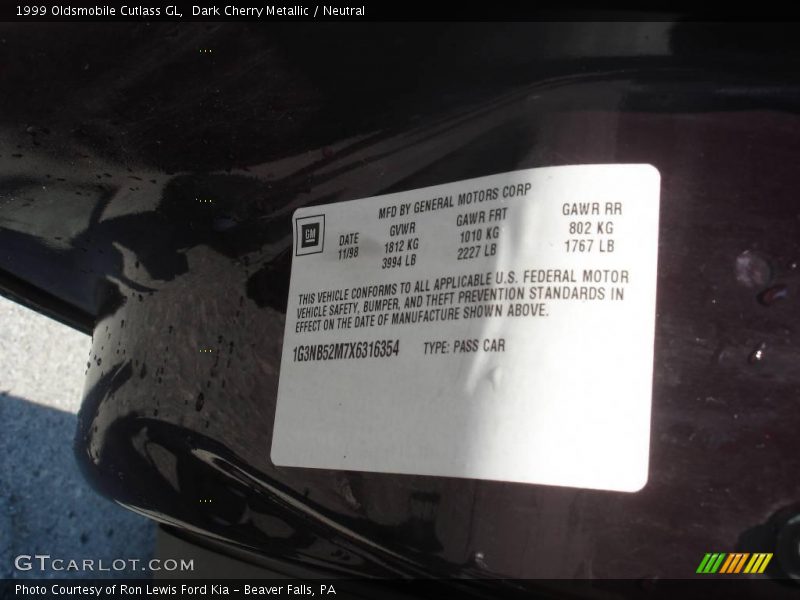 1999 Oldsmobile Cutlass GL, Dark Cherry Metallic / Neutral
MFD BY GENERAL MOTORS CORP
GM
DATE GVWR GAWR FRT GAWR RR
11/98 1812 KG 1010 KG 802 KG
3994 LB 2227 LB 1767 LB
THIS VEHICLE CONFORMS TO ALL APPLICABLE U.S. FEDERAL MOTOR
VEHICLE SAFETY, BUMPER, AND THEFT PREVENTION STANDARDS IN
EFFECT ON THE DATE OF MANUFACTURE SHOWN ABOVE.
1G3NB52M7X6316354 TYPE: PASS CAR
GTCARLOT.COM
Photo Courtesy of Ron Lewis Ford Kia - Beaver Falls, PA